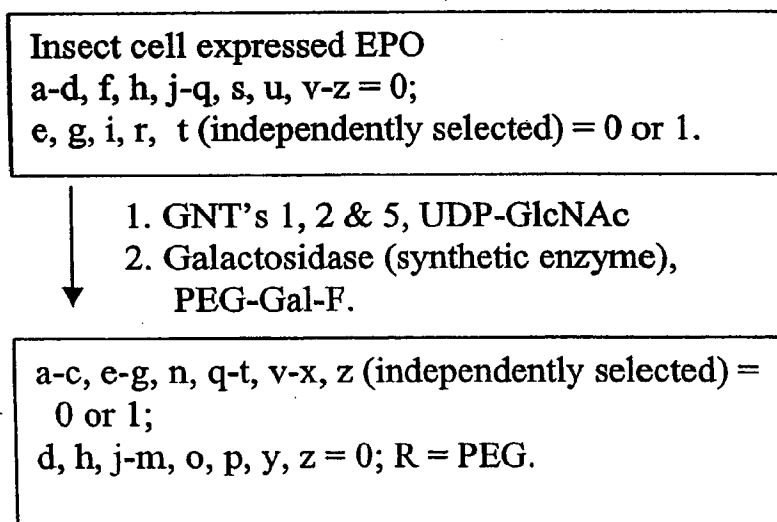 Insect cell expressed EPO
a-d, f, h, j-q, s, u, v-z = 0;
e, g, i, r, t (independently selected) = 0 or 1.
1. GNT's 1, 2 & 5, UDP-GlcNAc
2. Galactosidase (synthetic enzyme),
PEG-Gal-F.
a-c, e-g, n, q-t, v-x, z (independently selected) =
0 or 1;
d, h, j-m, o, p, y, z = 0; R = PEG.